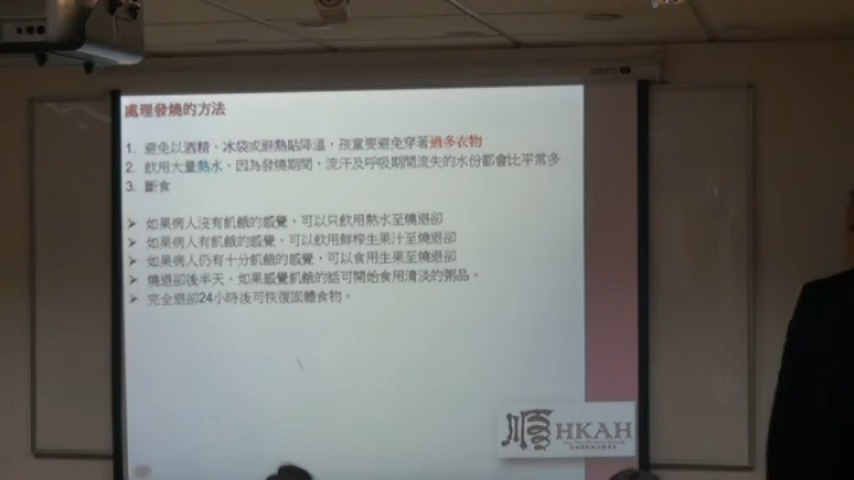 處理發燒的方法
1. 避免以酒精、冰袋或退熱貼降溫，孩童要避免穿著過多衣物
2. 飲用大量熱水，因為發燒期間，流汗及呼吸期間流失的水份都會比平常多
3. 斷食
➢ 如果病人沒有飢餓的感覺，可以只飲用熱水至燒退卻
➢ 如果病人有飢餓的感覺，可以飲用鮮榨生果汁至燒退卻
➢ 如果病人仍有十分飢餓的感覺，可以食用生果至燒退卻
➢ 燒退卻後半天，如果感覺飢餓的話可開始食用清淡的粥品。
➢ 完全退卻24小時後可恢復固體食物。
HKAH